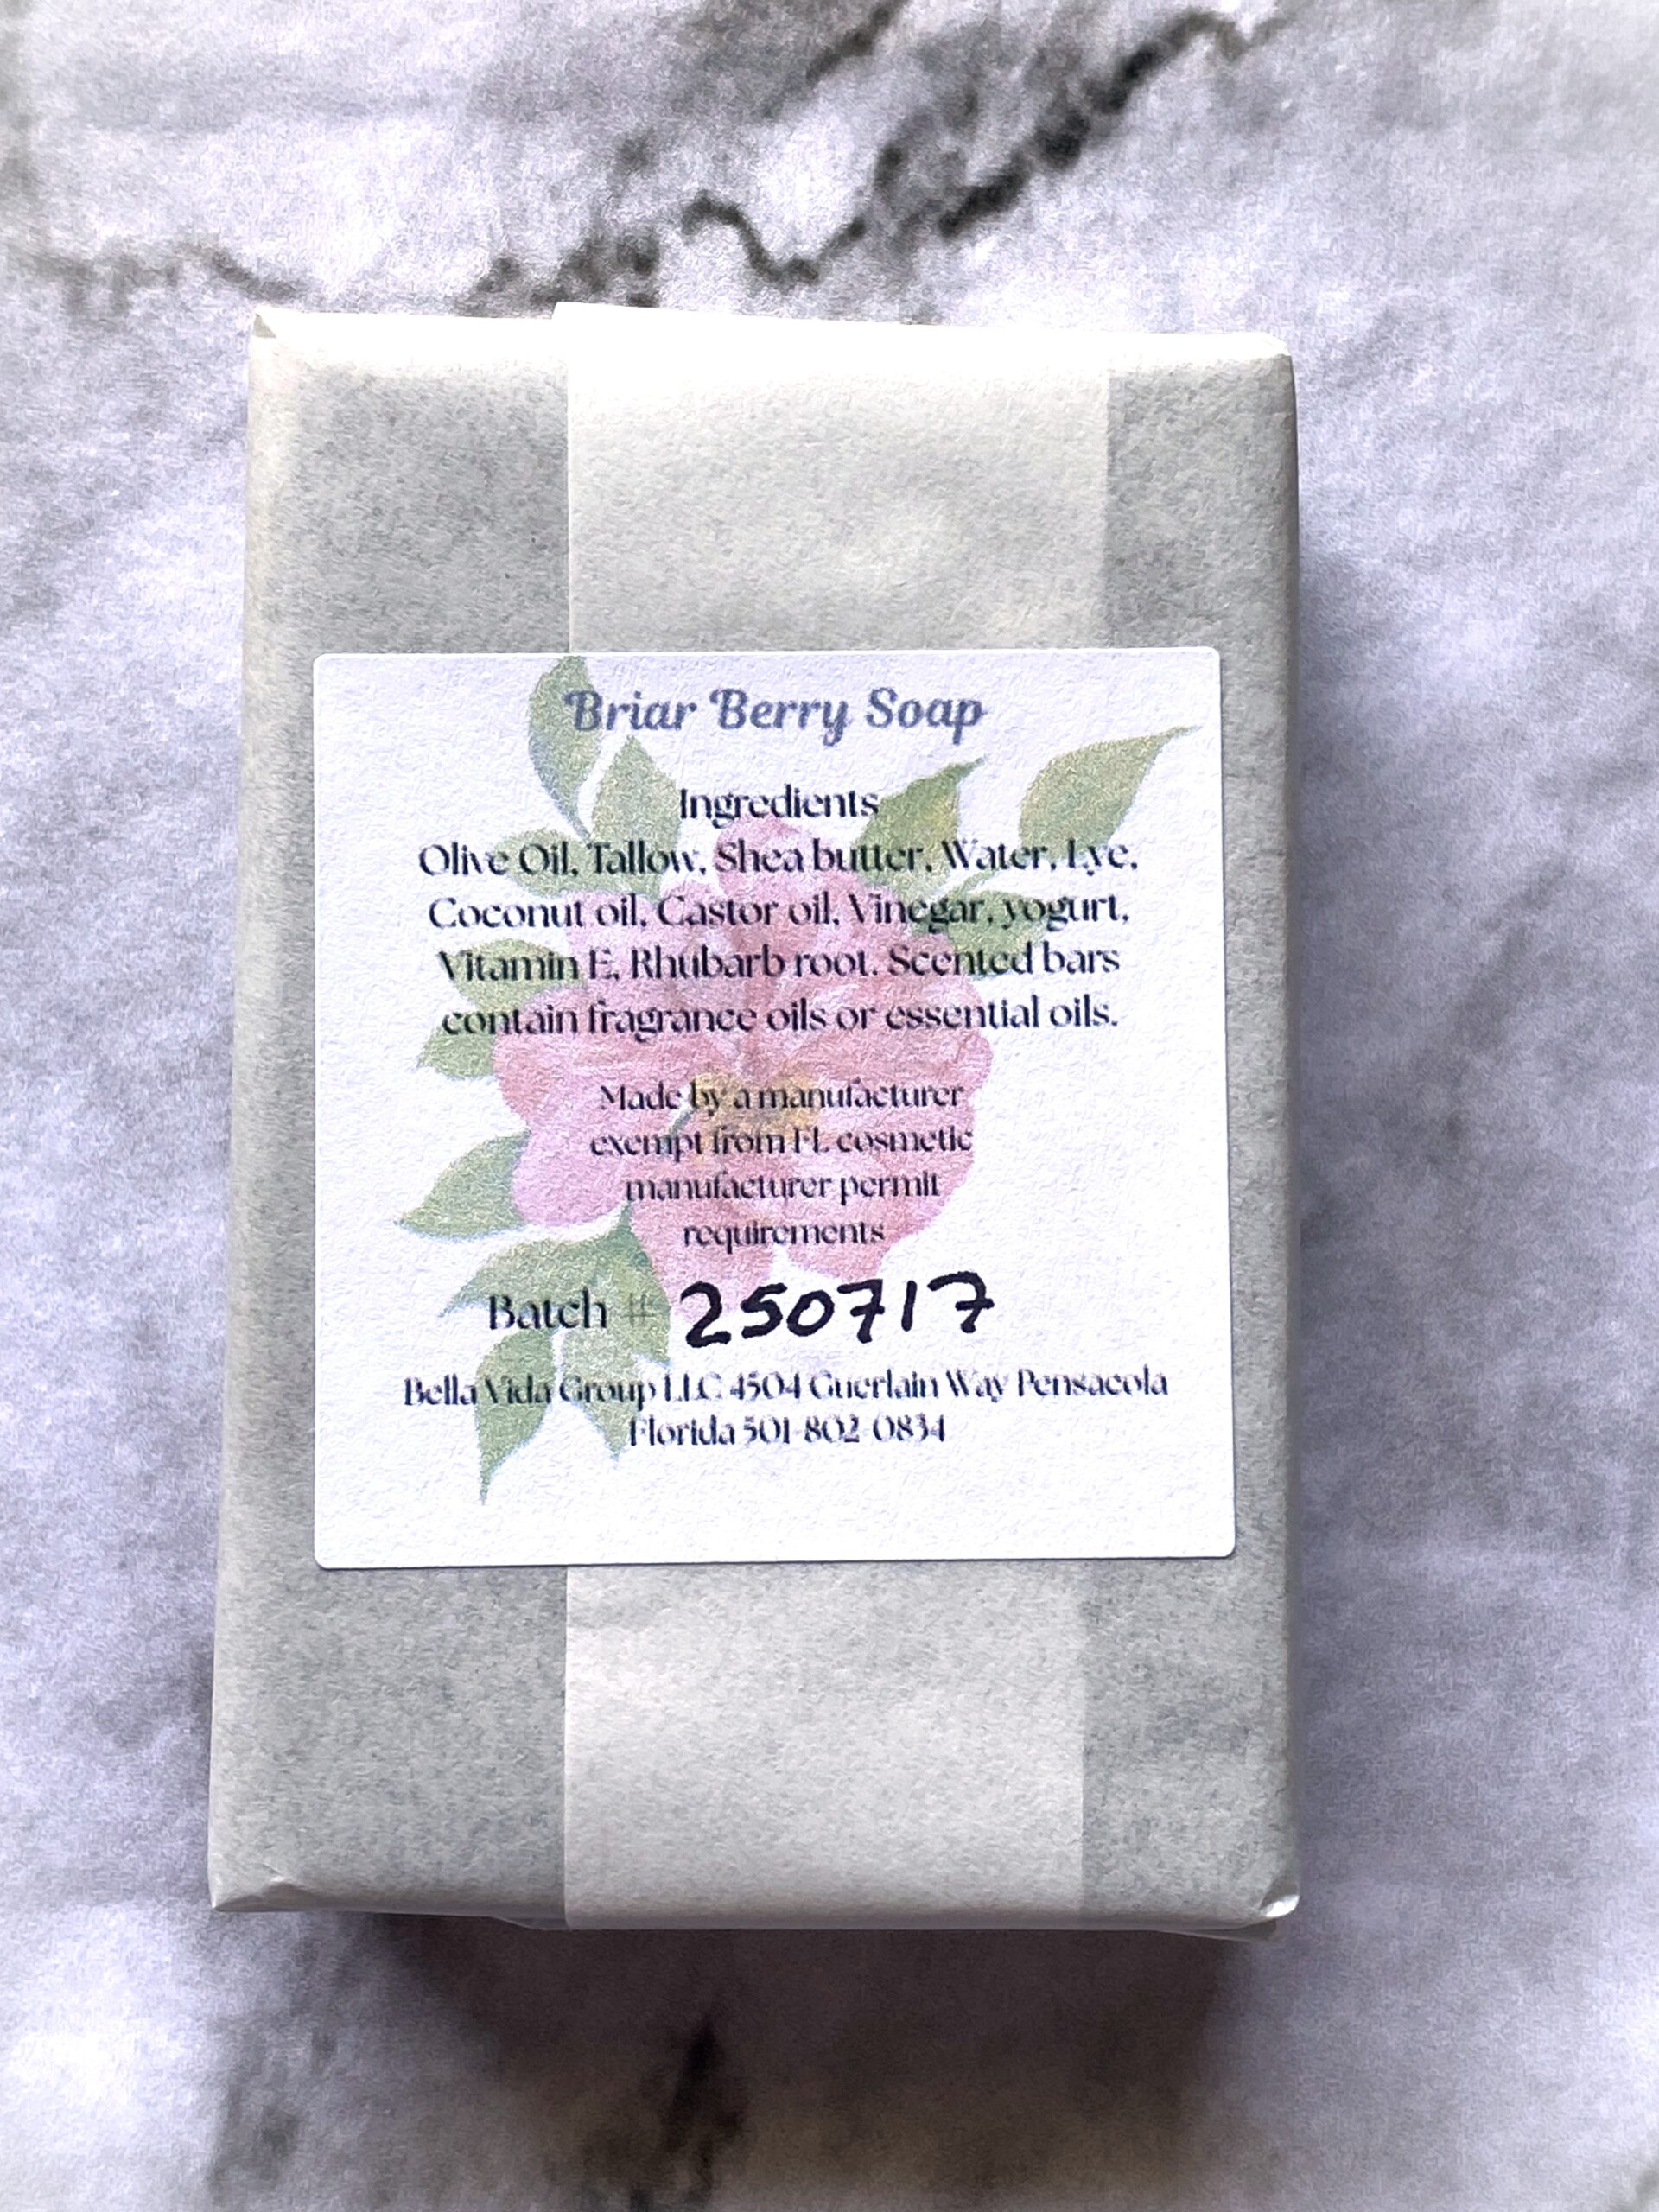 Briar Berry Soap
Ingredients
Olive Oil, Tallow, Shea butter, Water, Lye,
Coconut oil, Castor oil, Vinegar, yogurt,
Vitamin E, Rhubarb root. Scented bars
contain fragrance oils or essential oils.
Made by a manufacturer
exempt from FL cosmetic
manufacturer permit
requirements
Batch # 250717
Bella Vida Group LLC 4504 Guerlain Way Pensacola
Florida 501-802-0834